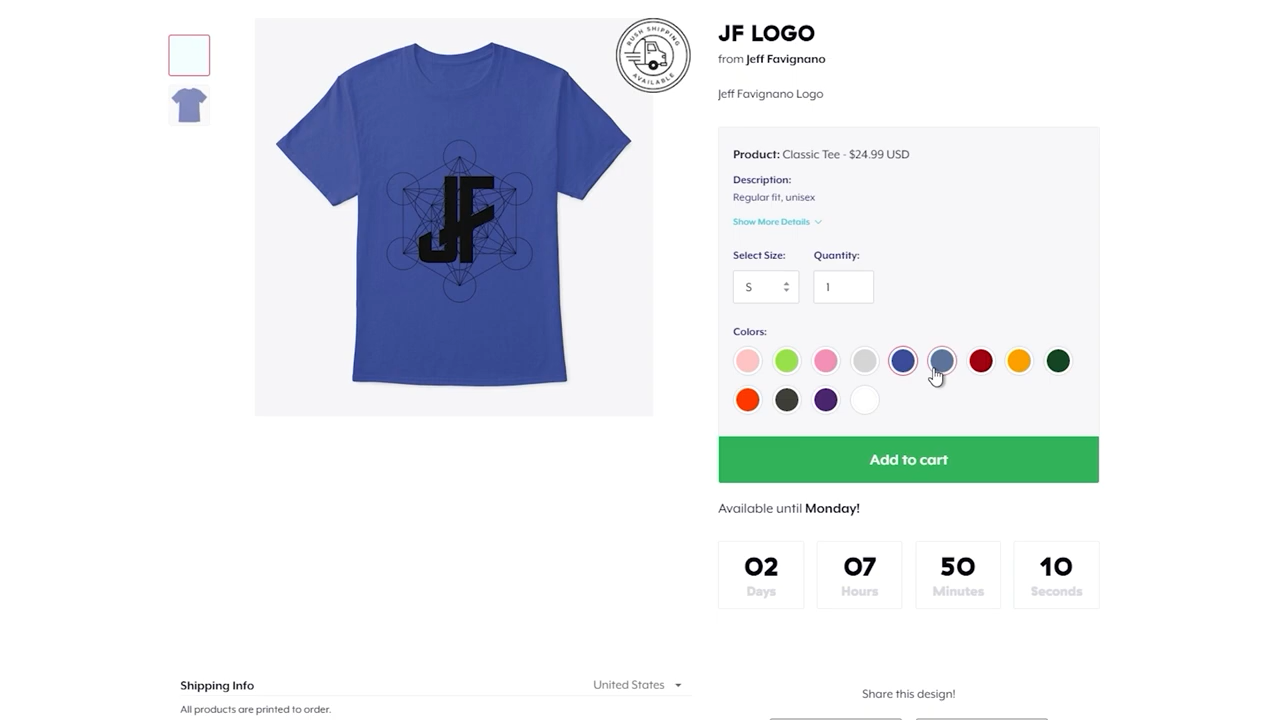 RUSH SHIPPING
AVAILABLE
JF
JF LOGO
from Jeff Favignano
Jeff Favignano Logo
Product: Classic Tee - $24.99 USD
Description:
Regular fit, unisex
Show More Details
Select Size: Quantity:
S 1
Colors:
Add to cart
Available until Monday!
02 07 50 10
Days Hours Minutes Seconds
Shipping Info United States
All products are printed to order.
Share this design!